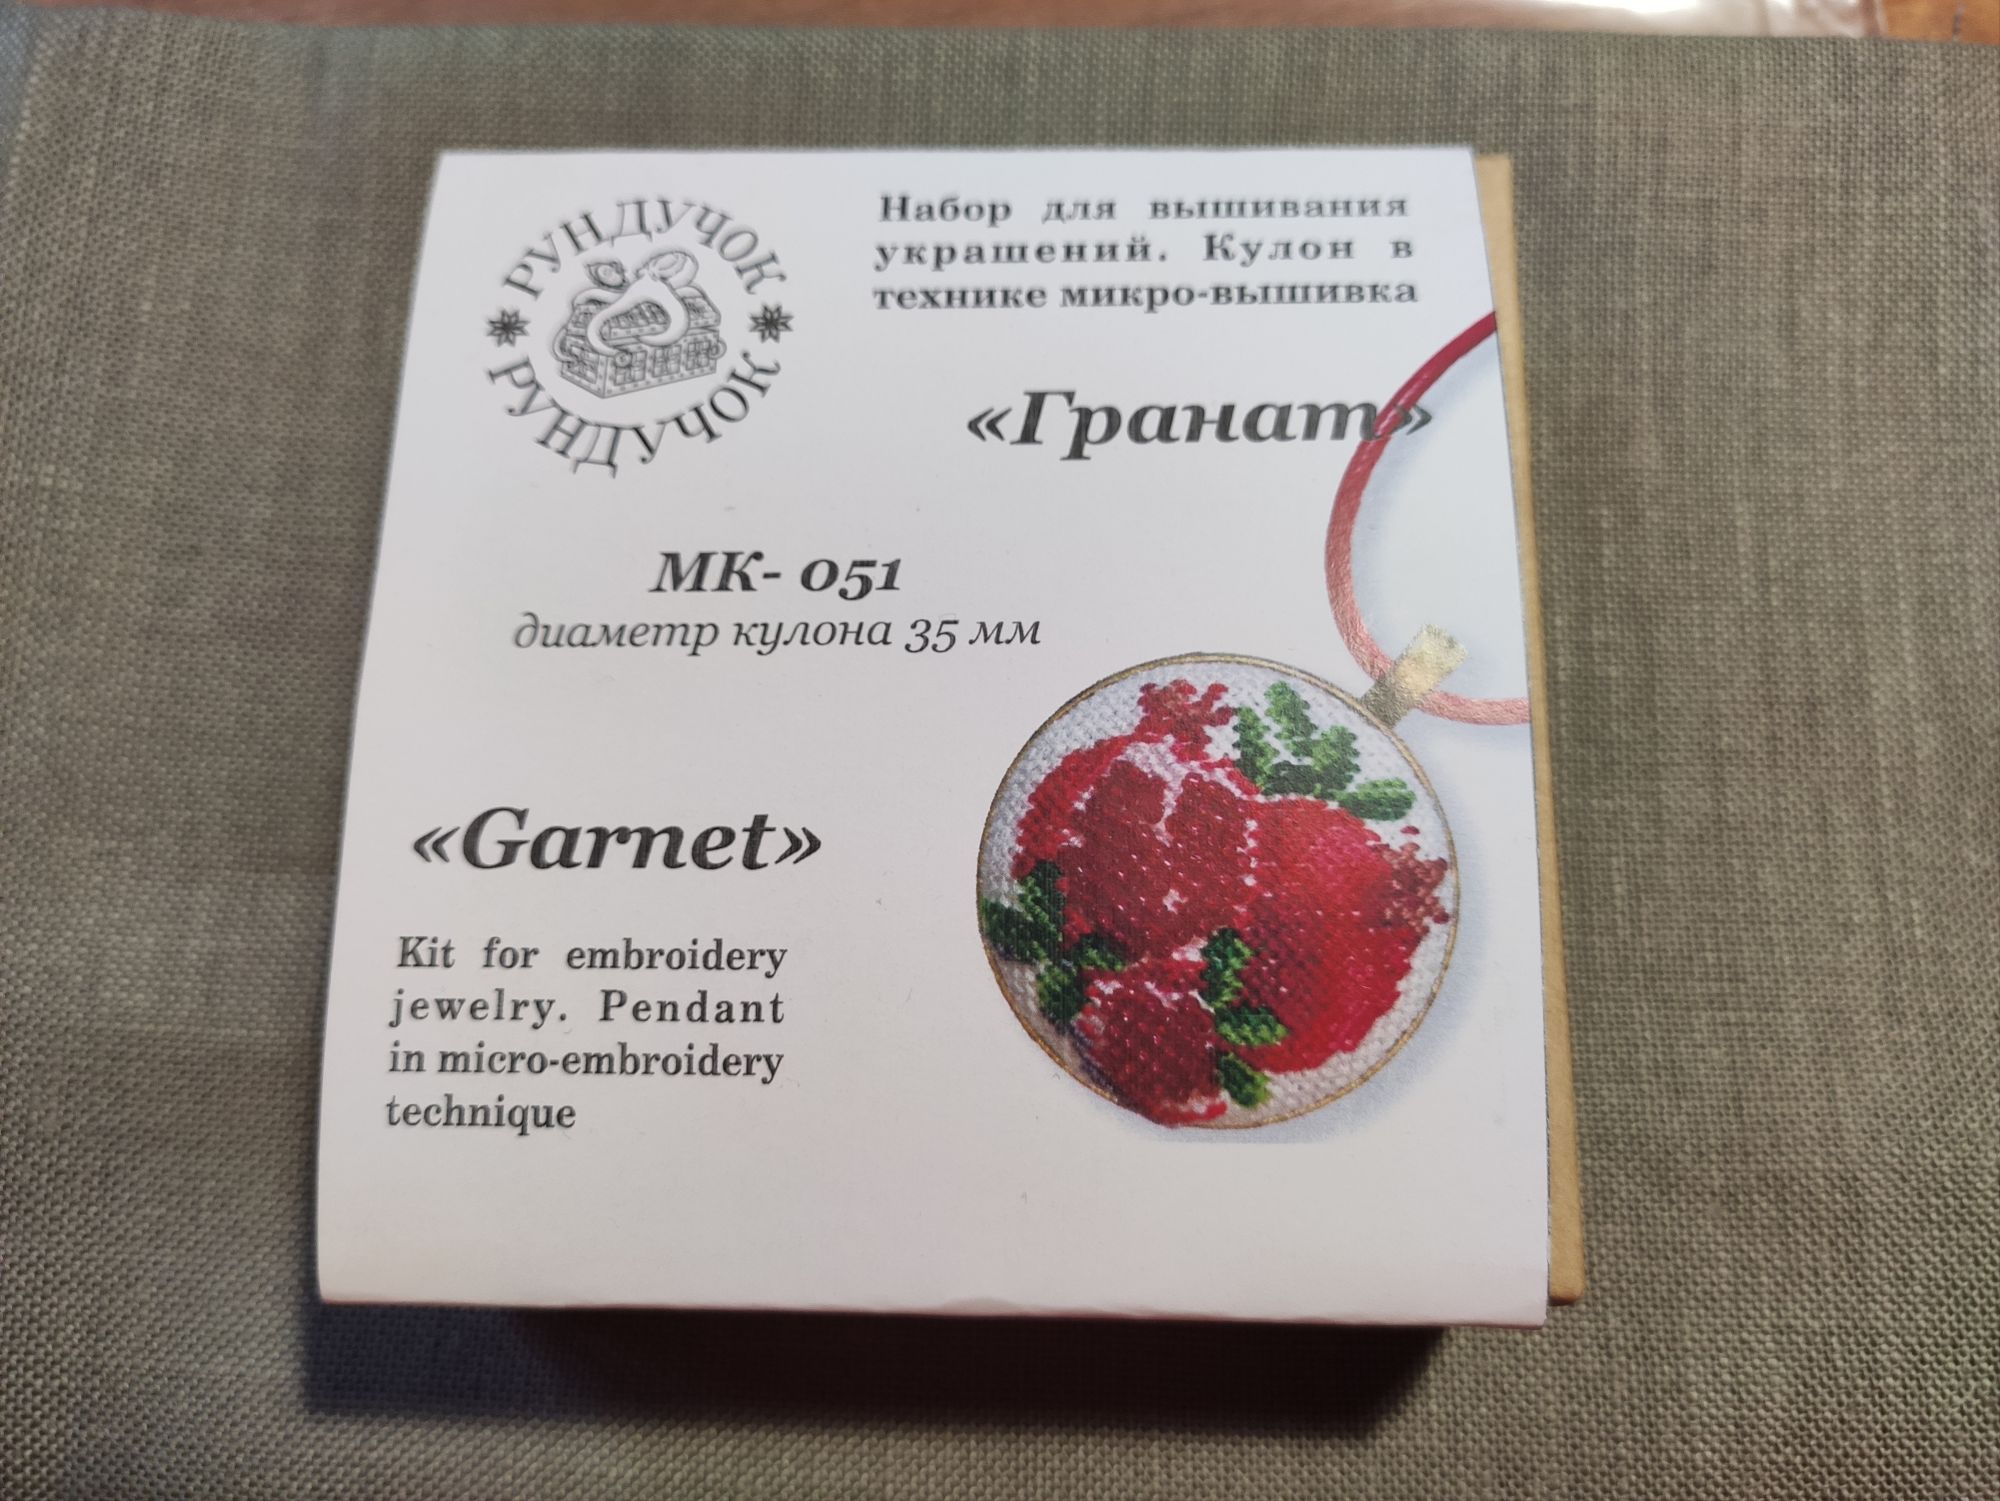 РУНДУЧОК
РУНДУЧОК
Набор для вышивания
украшений. Кулон в
технике микро-вышивка
«Гранат»
МК- 051
диаметр кулона 35 мм
«Garnet»
Kit for embroidery
jewelry. Pendant
in micro-embroidery
technique